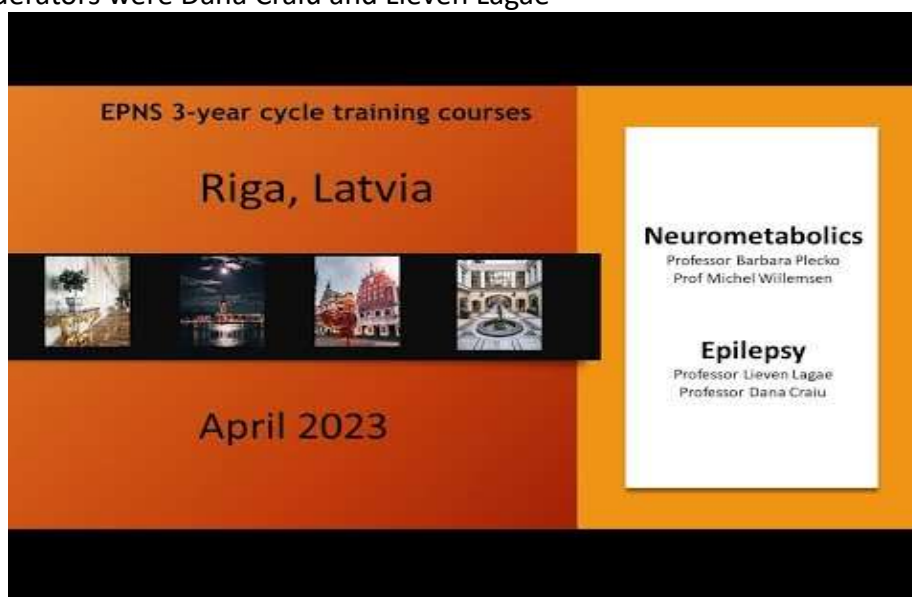 derators were Dana Craiu and Lieven Lagae
EPNS 3-year cycle training courses
Riga, Latvia
April 2023
Neurometabolics
Professor Barbara Plecko
Prof Michel Willemsen
Epilepsy
Professor Lieven Lagae
Professor Dana Craiu